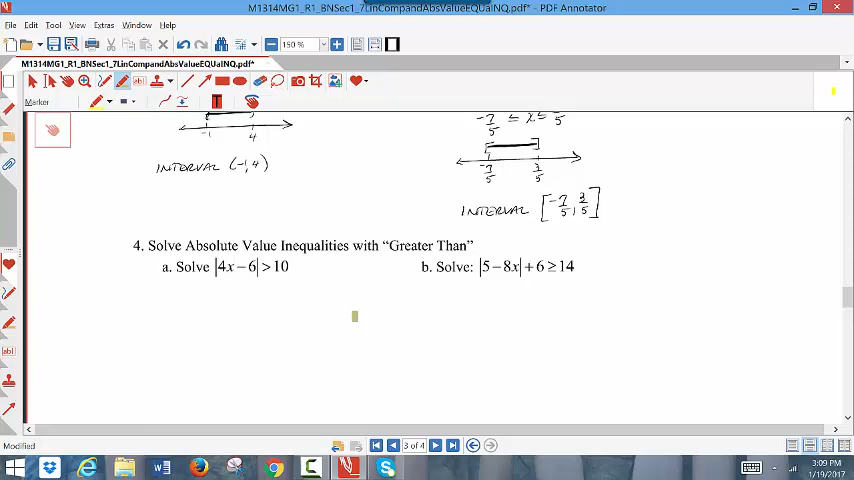 M1314MG1_R1_BNSec1_7LinCompandAbsValueEQUaINQ.pdf* - PDF Annotator
File Edit Tool View Extras Window Help
150 %
M1314MG1_R1_BNSec1_7LinCompandAbsValueEQUaINQ.pdf*
Marker
-1 4
INTERVAL (-1,4)
-7/5 ≤ x ≤ /5
-7/5 3/5
INTERVAL [-7/5, 3/5]
4. Solve Absolute Value Inequalities with “Greater Than”
a. Solve |4x − 6| > 10
b. Solve: |5 − 8x| + 6 ≥ 14
3 of 4
Modified
3:09 PM
1/19/2017